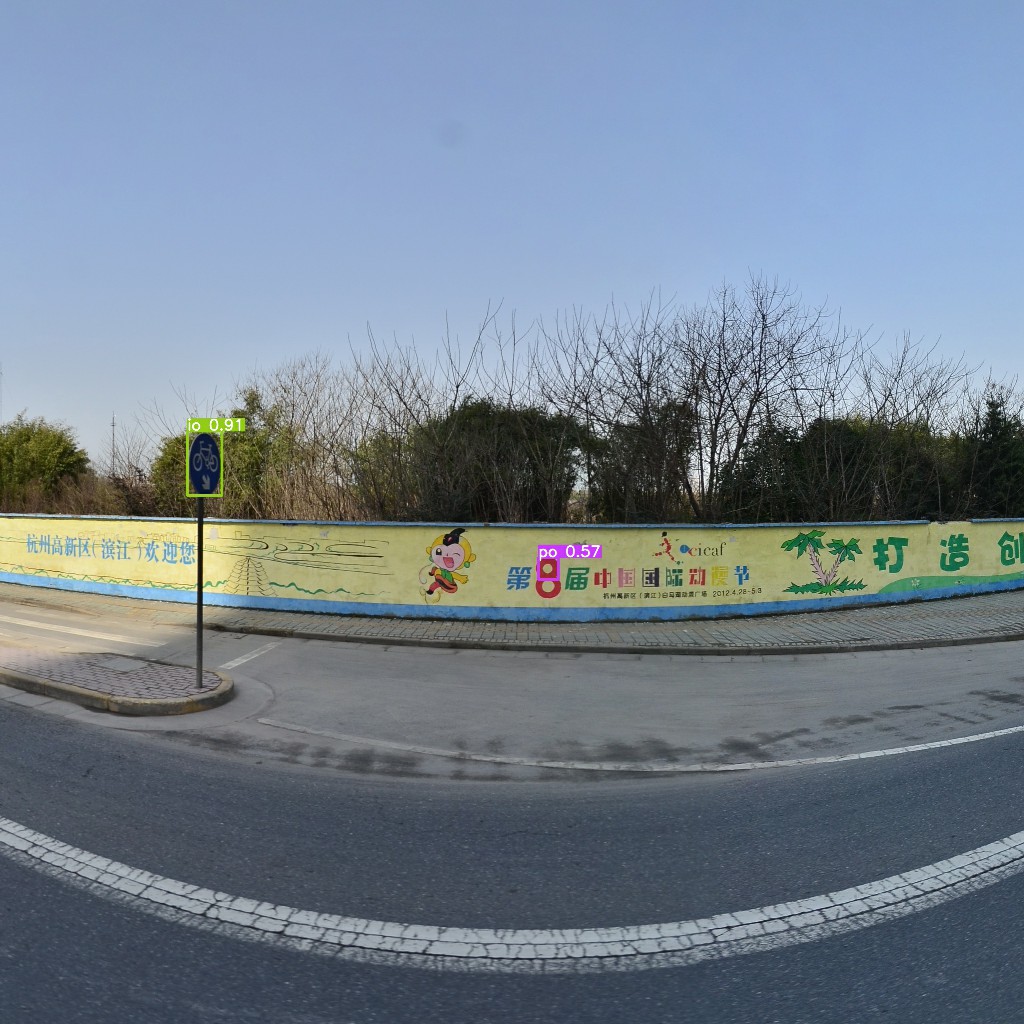 io 0.91
杭州高新区(滨江)欢迎您
po 0.57
cicaf
第8届中国国际动漫节
杭州高新区(滨江)白马湖动漫广场 2012.4.28-5.3
打造创